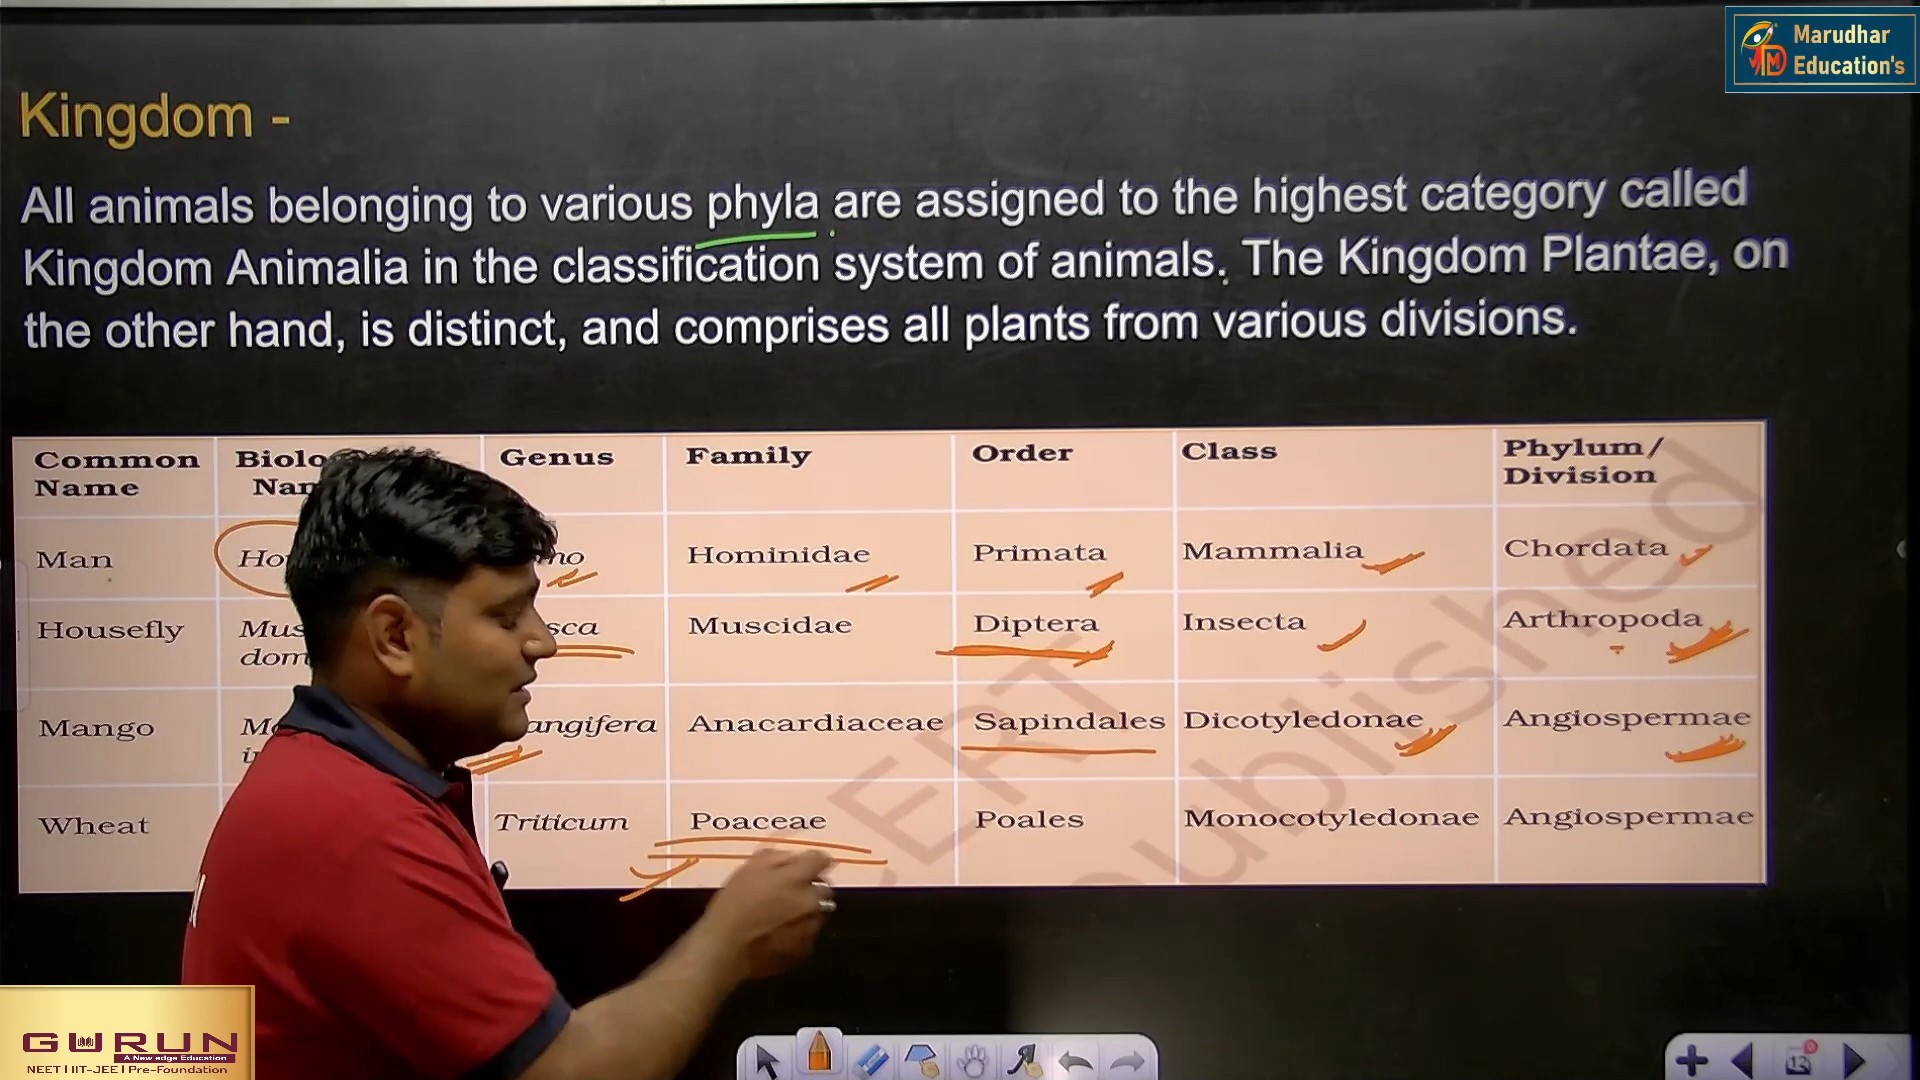 Marudhar
Education's
Kingdom -
All animals belonging to various phyla are assigned to the highest category called
Kingdom Animalia in the classification system of animals. The Kingdom Plantae, on
the other hand, is distinct, and comprises all plants from various divisions.
Common Name Genus Family Order Class Phylum/ Division
Man Hominidae Primata Mammalia Chordata
Housefly Muscidae Diptera Insecta Arthropoda
Mango Anacardiaceae Sapindales Dicotyledonae Angiospermae
Wheat Triticum Poaceae Poales Monocotyledonae Angiospermae
GURUN
A New edge Education
NEET I IIT-JEE I Pre-Foundation
12